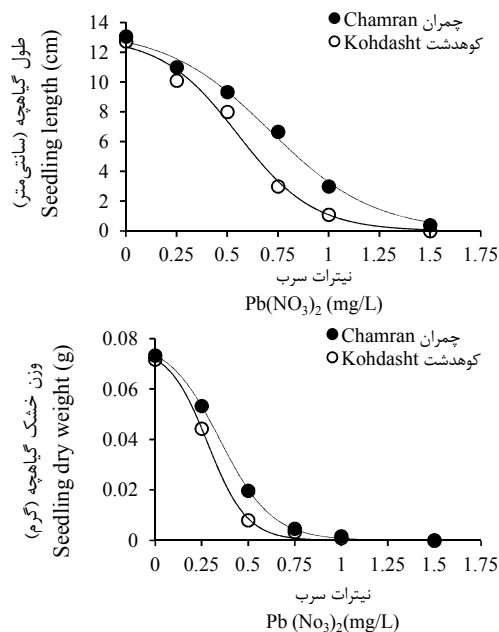 چمران Chamran
کوهدشت Kohdasht
طول گیاهچه (سانتی‌متر)
Seedling length (cm)
14
12
10
8
6
4
2
0
0 0.25 0.5 0.75 1 1.25 1.5 1.75
نیترات سرب
Pb(NO₃)₂ (mg/L)
چمران Chamran
کوهدشت Kohdasht
وزن خشک گیاهچه (گرم)
Seedling dry weight (g)
0.08
0.06
0.04
0.02
0
0 0.25 0.5 0.75 1 1.25 1.5 1.75
نیترات سرب
Pb (No₃)₂(mg/L)